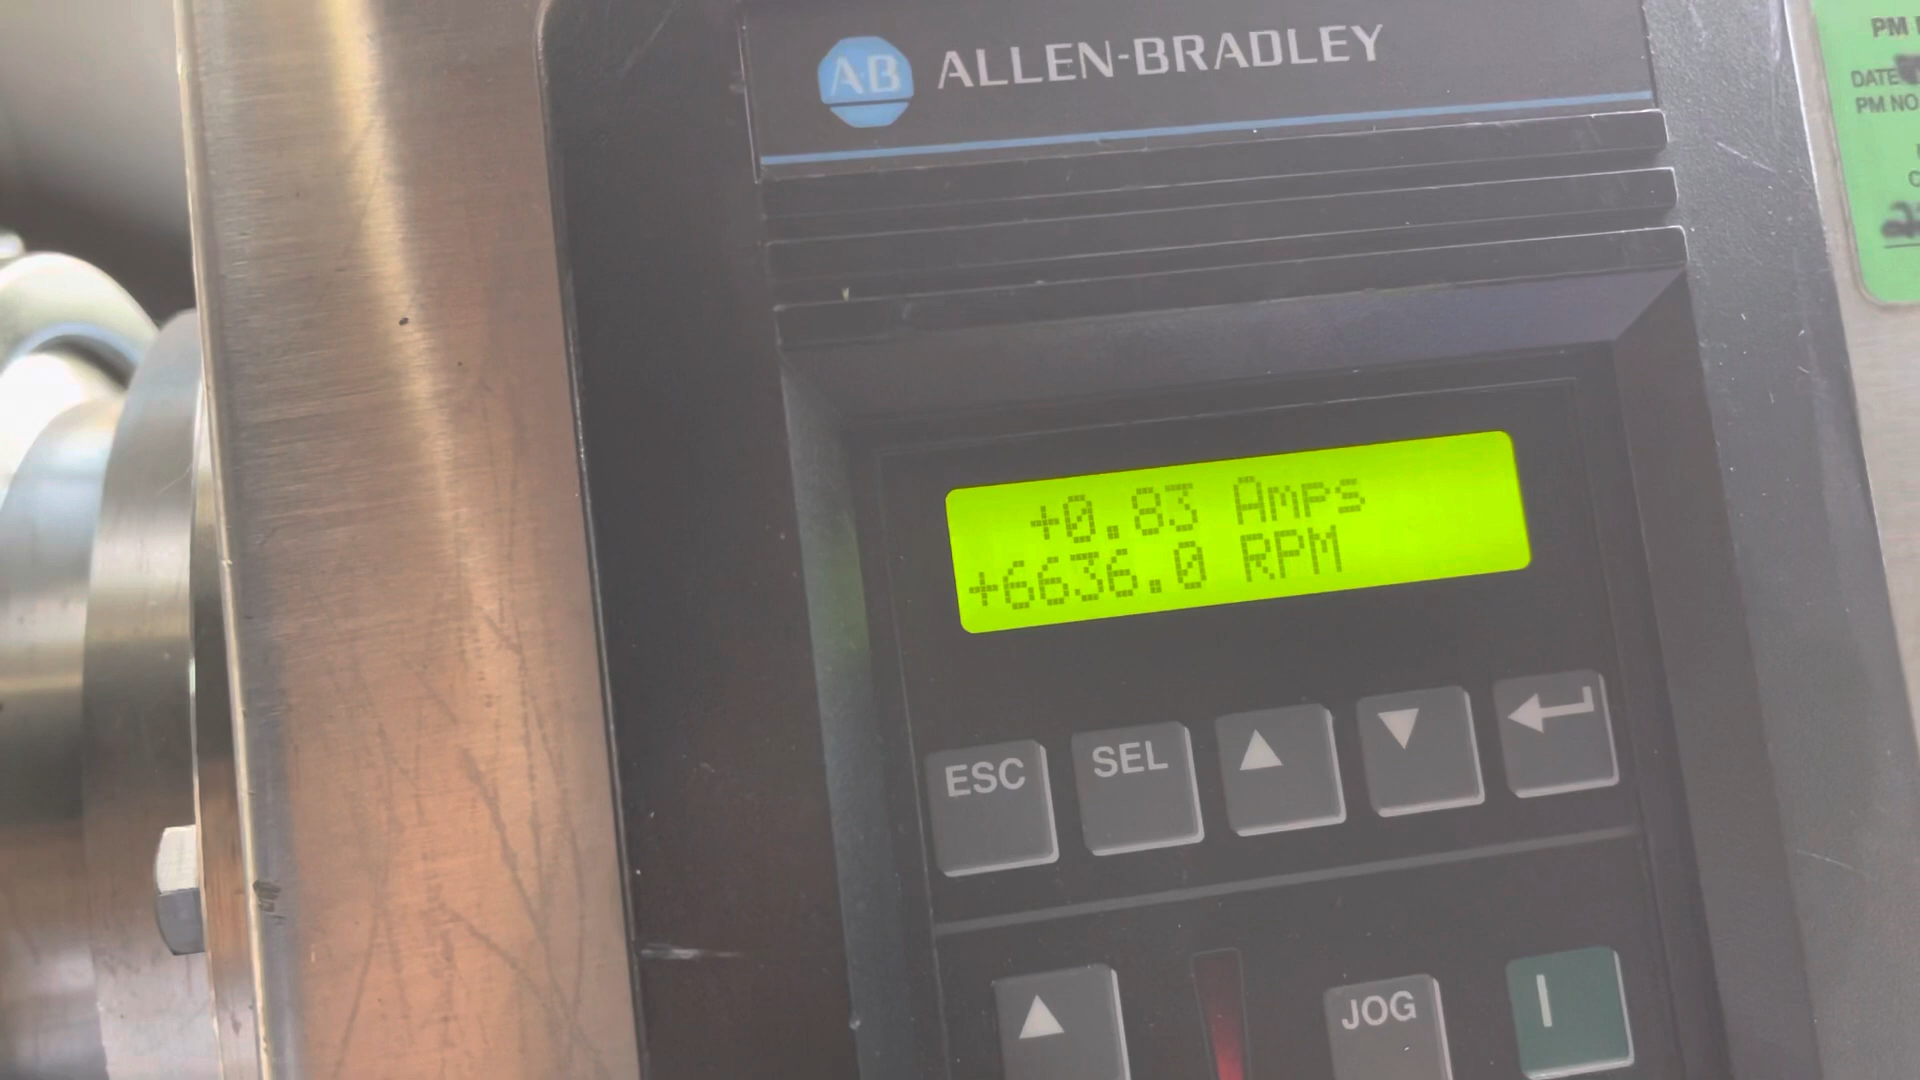 AB ALLEN-BRADLEY
PM
DATE
PM NO.
+0.83 Amps
+6636.0 RPM
ESC SEL
JOG